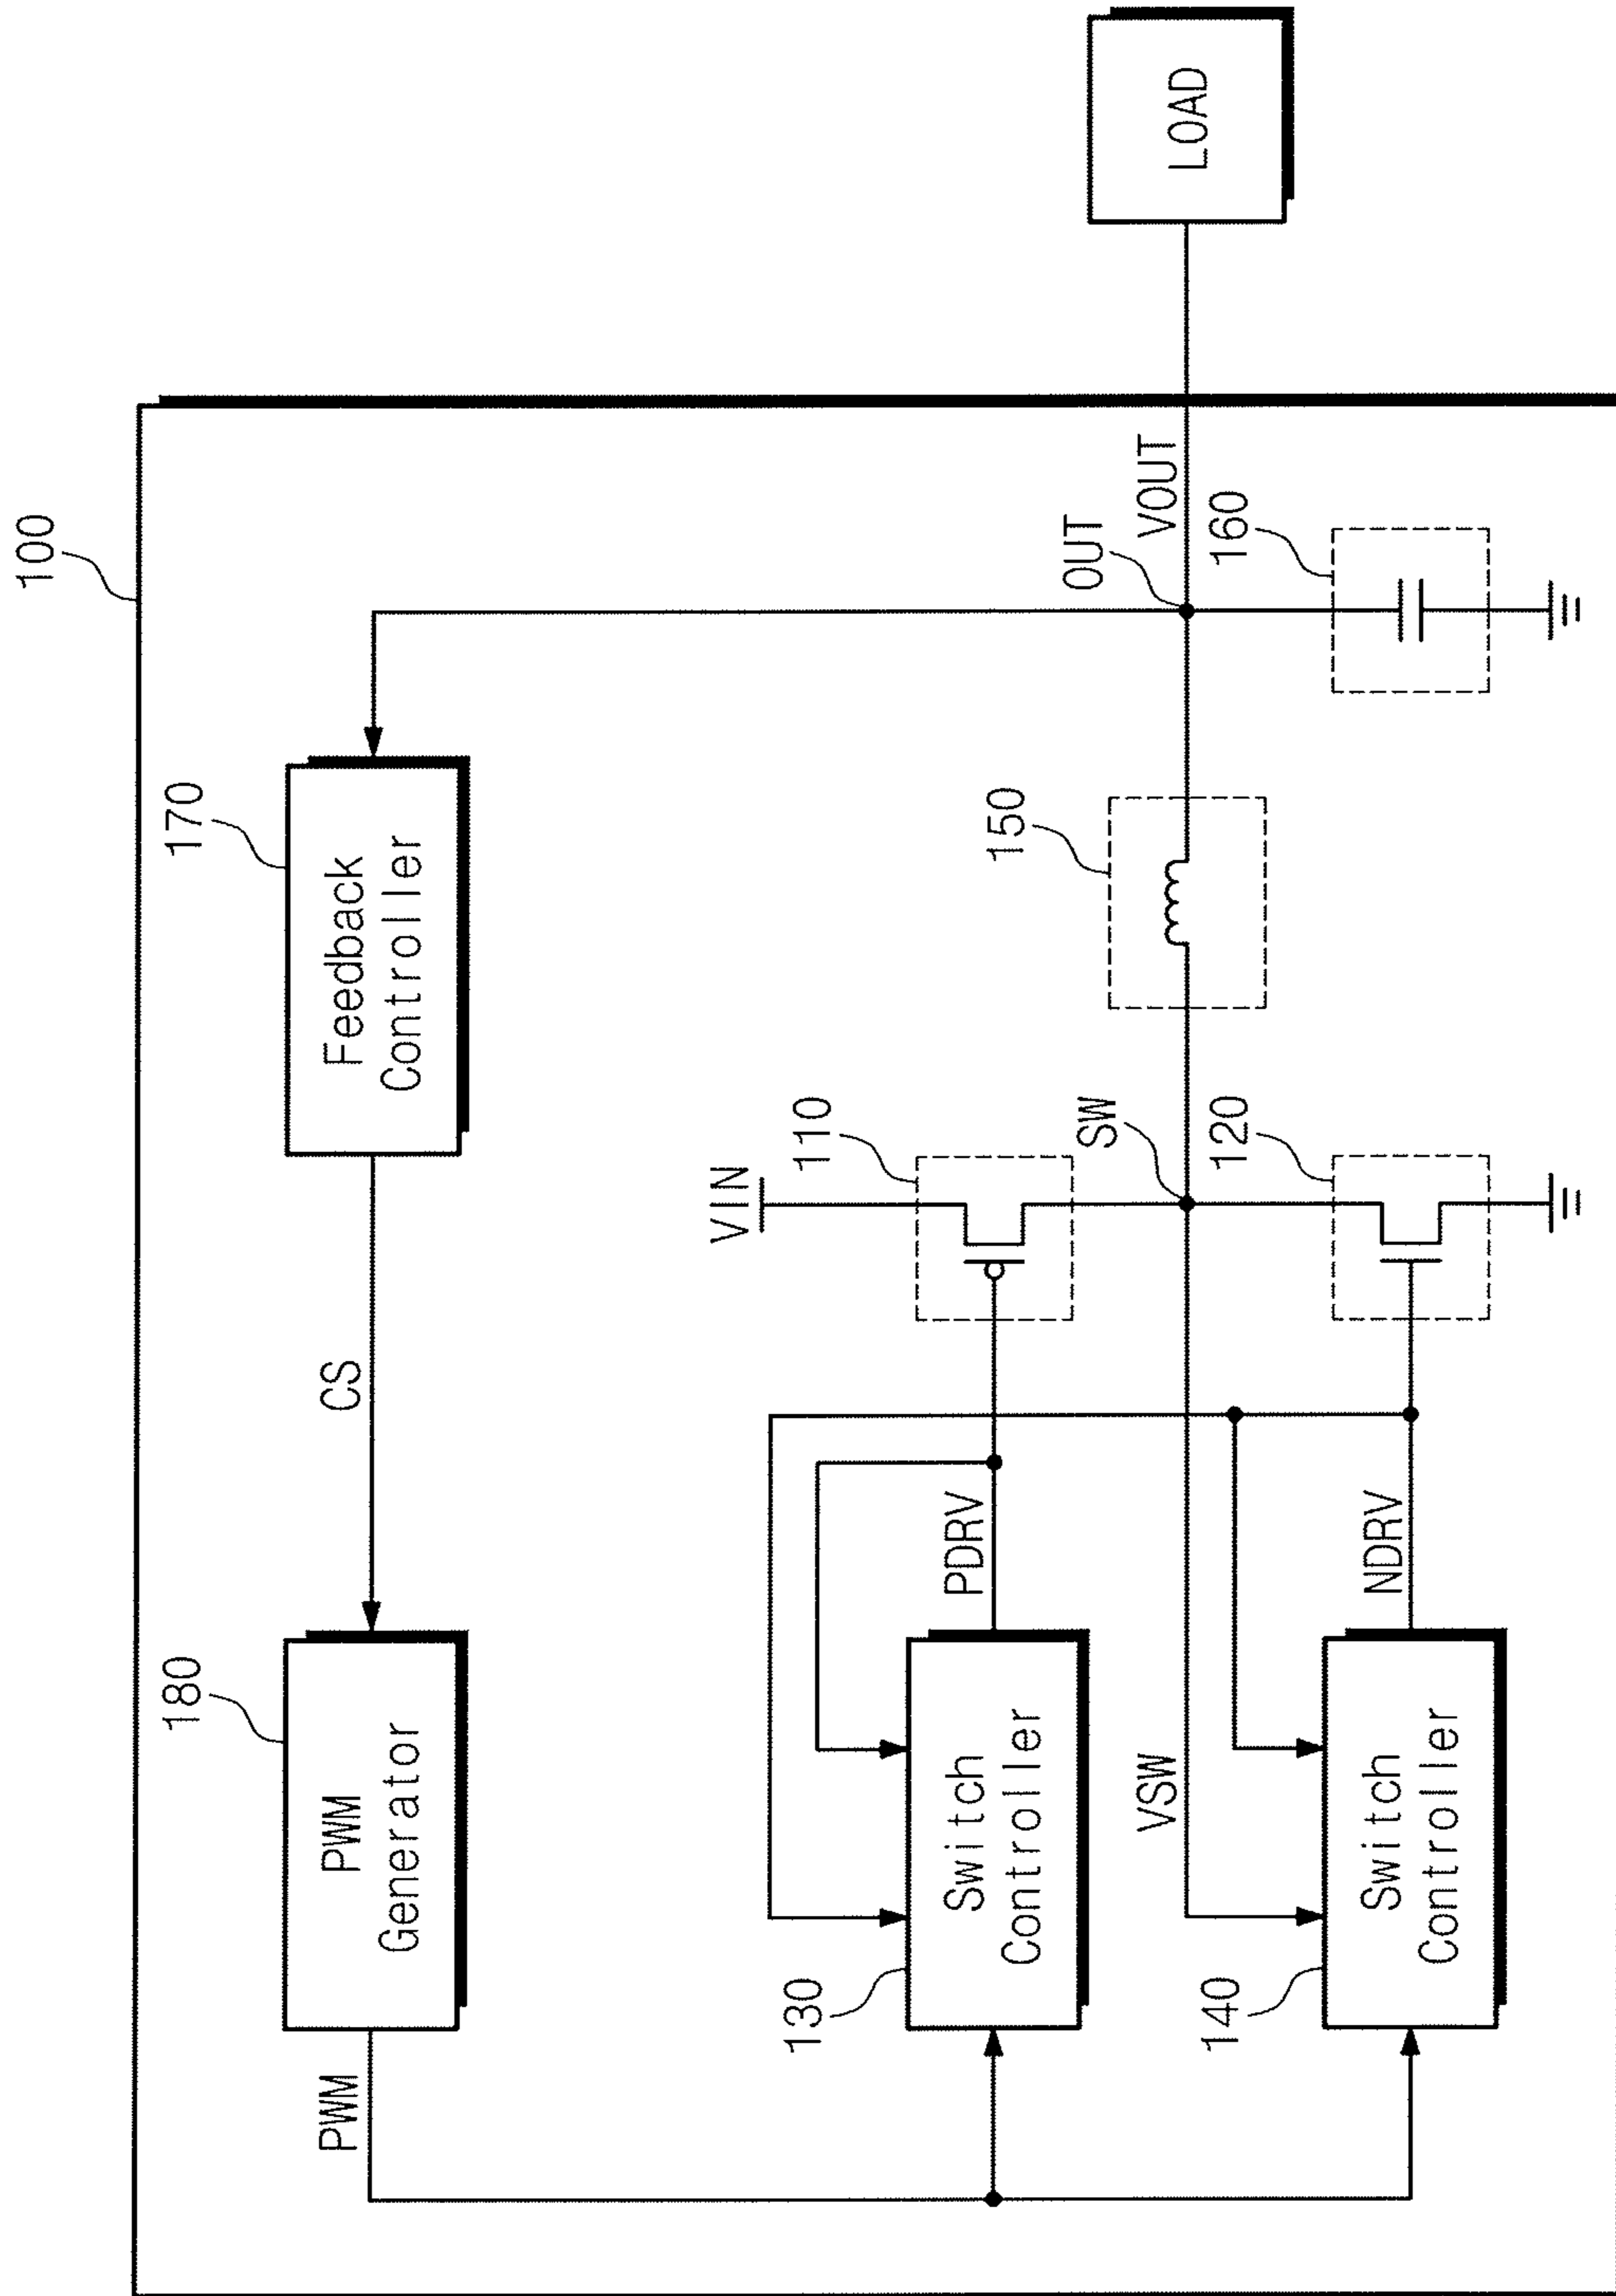 100
180
PWM
Generator
CS
170
Feedback
Controller
PWM
VIN
110
130
Switch
Controller
PDRV
SW
150
OUT
VOUT
LOAD
VSW
120
160
140
Switch
Controller
NDRV